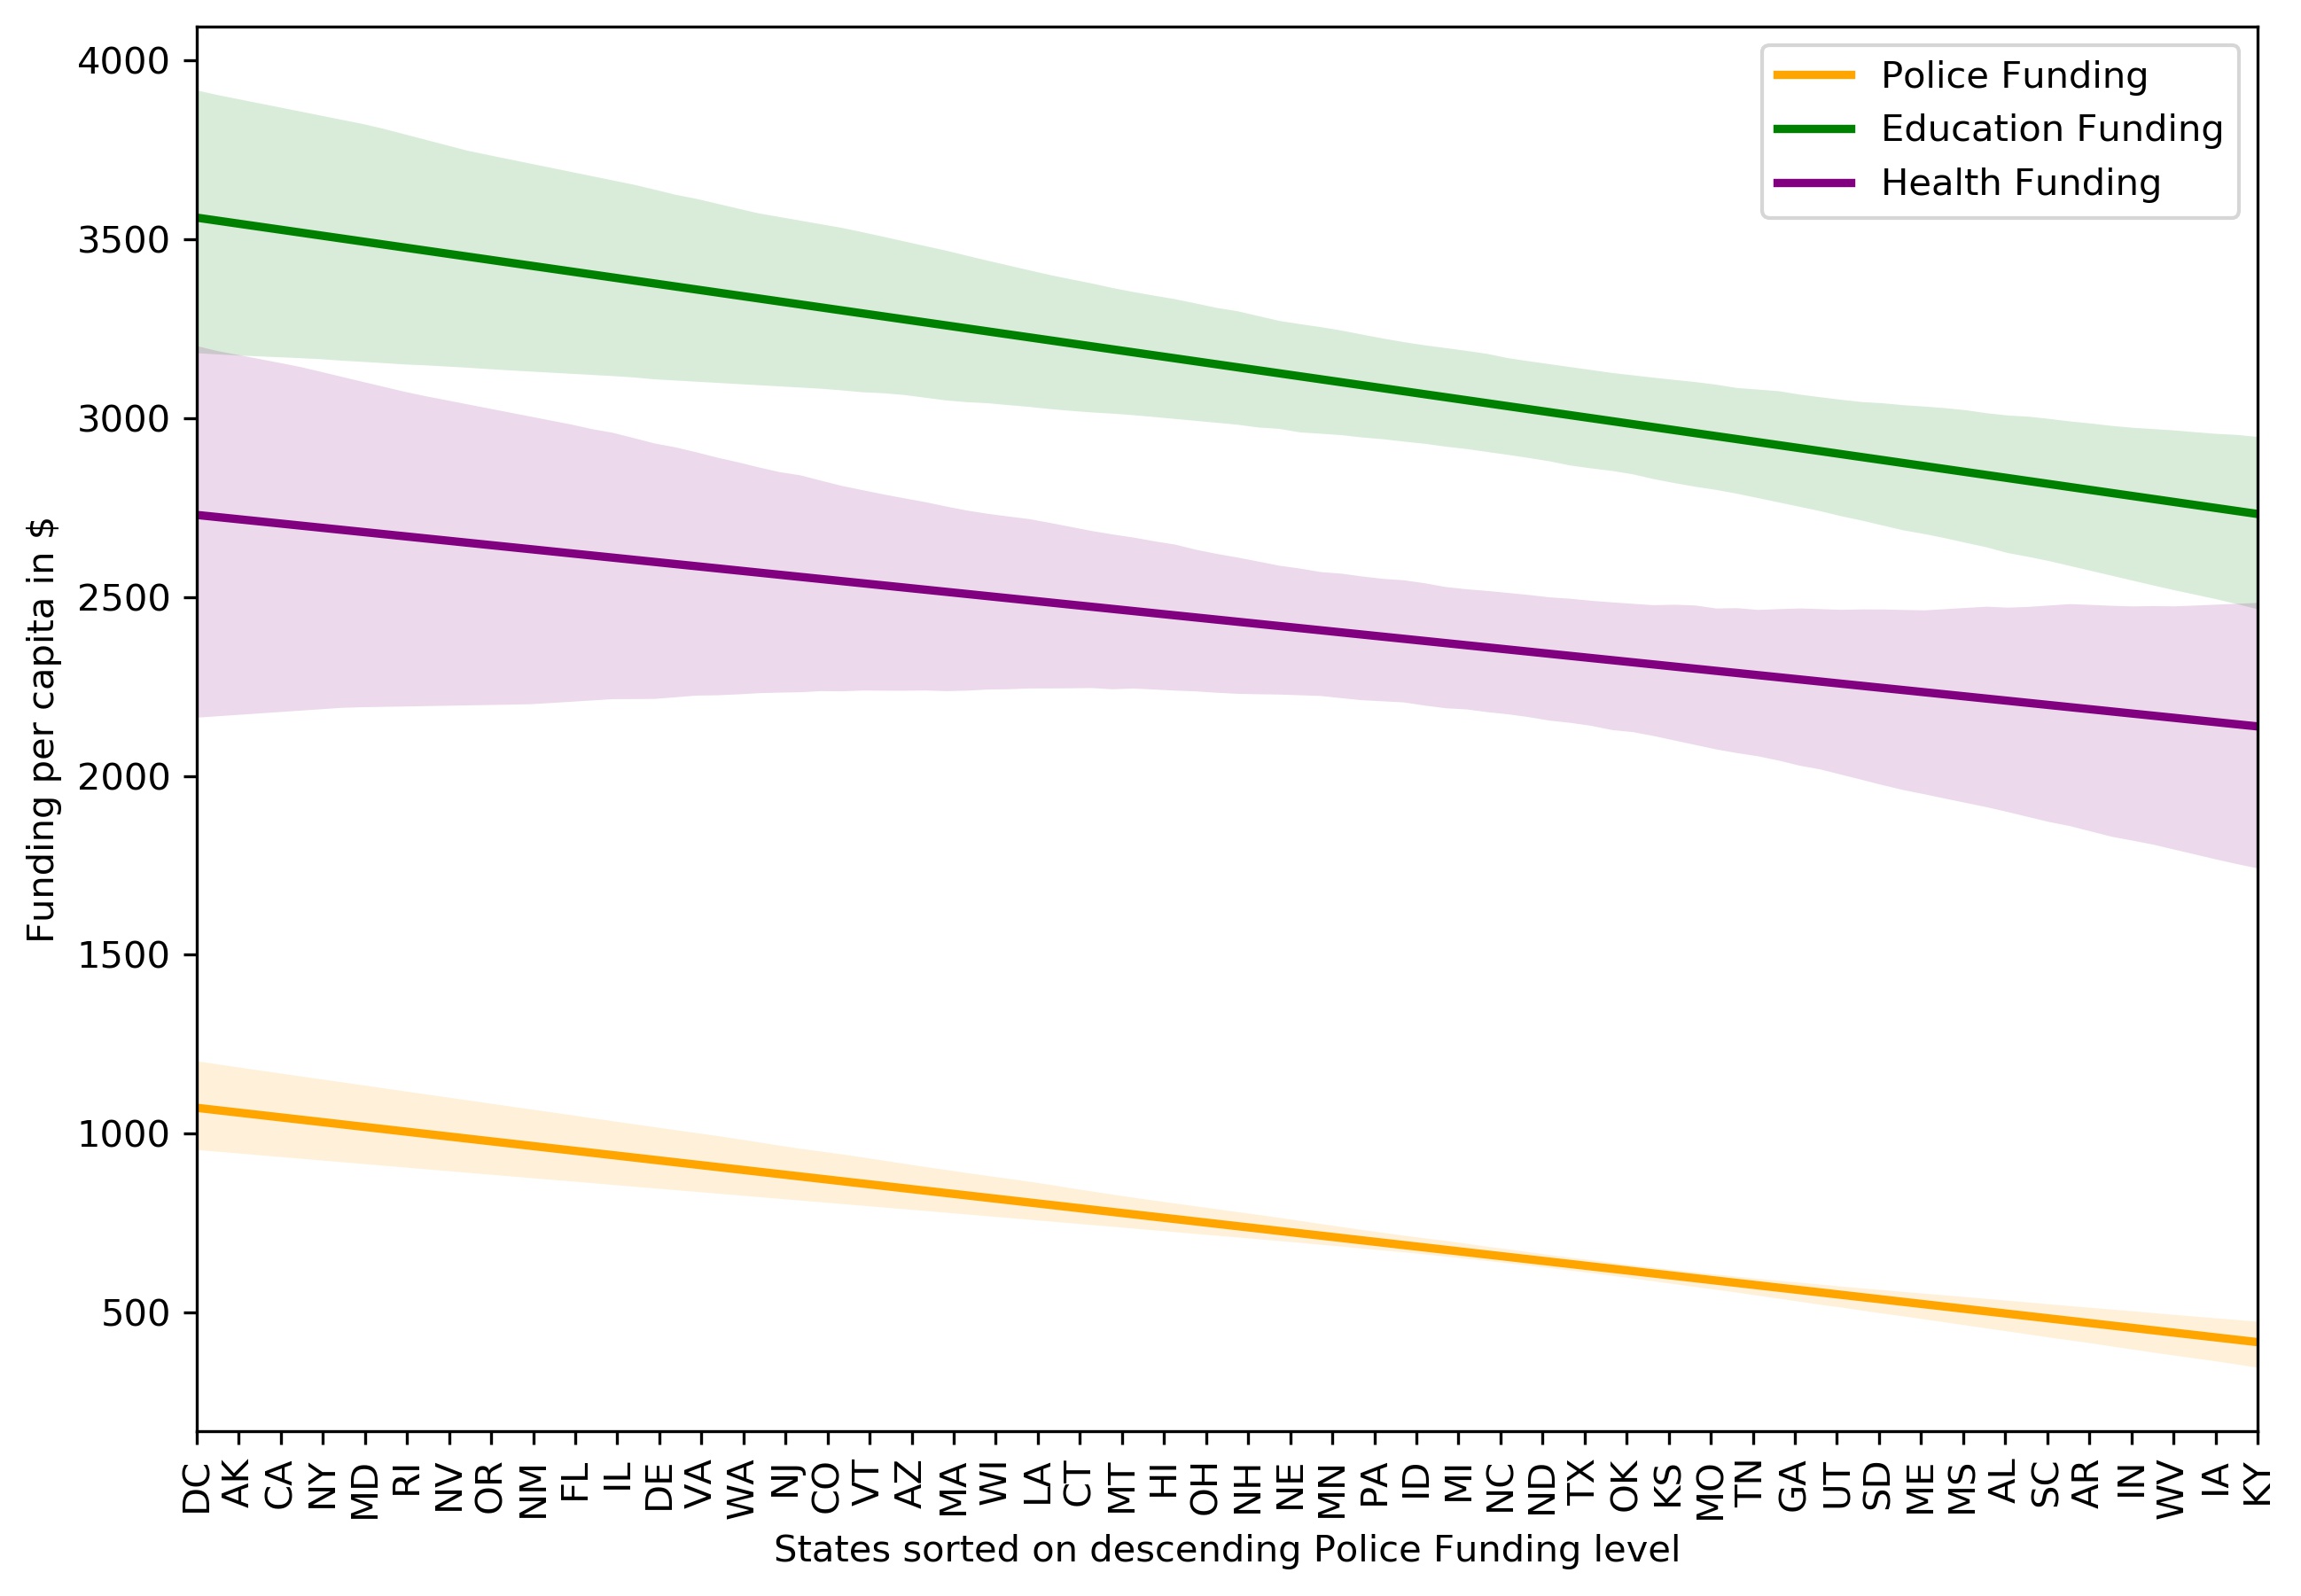 4000
3500
3000
2500
2000
1500
1000
500
Funding per capita in $
Police Funding
Education Funding
Health Funding
DC AK CA NY MD RI NV OR NM FL IL DE VA WA NJ CO VT AZ MA WI LA CT MT HI OH NH NE MN PA ID MI NC ND TX OK KS MO TN GA UT SD ME MS AL SC AR IN WV IA KY
States sorted on descending Police Funding level